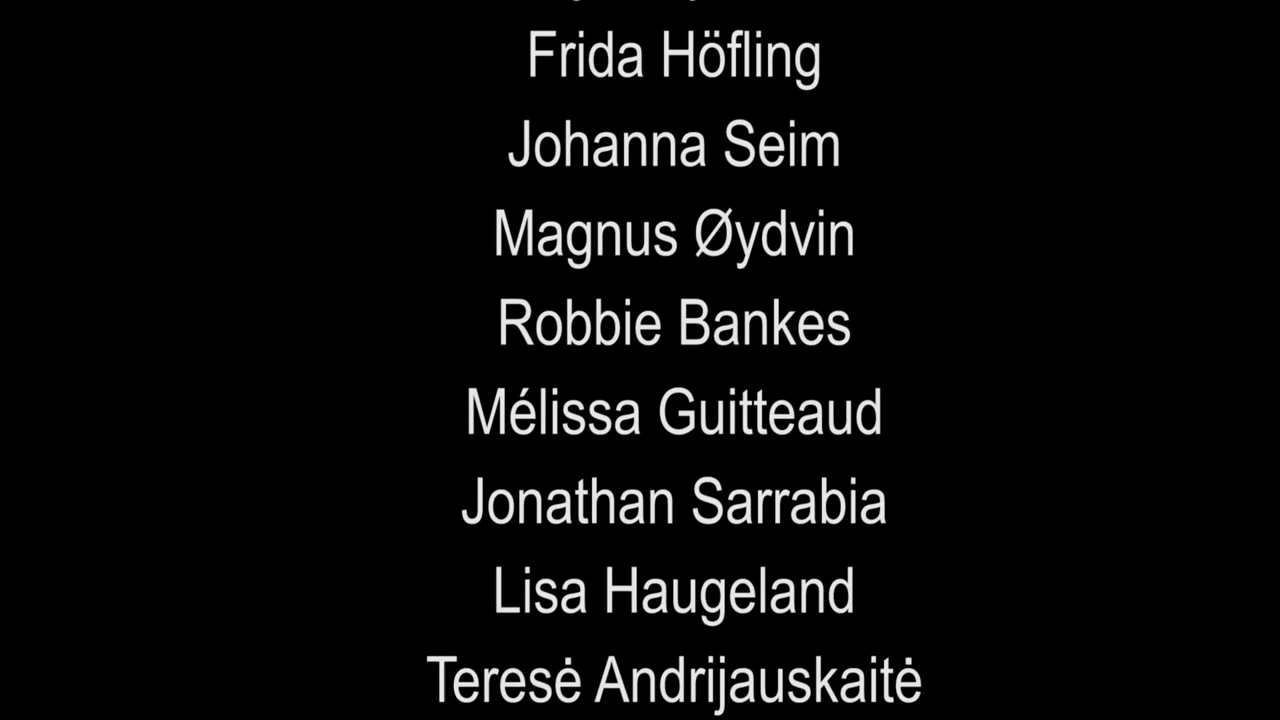 Frida Höfling
Johanna Seim
Magnus Øydvin
Robbie Bankes
Mélissa Guitteaud
Jonathan Sarrabia
Lisa Haugeland
Teresė Andrijauskaitė